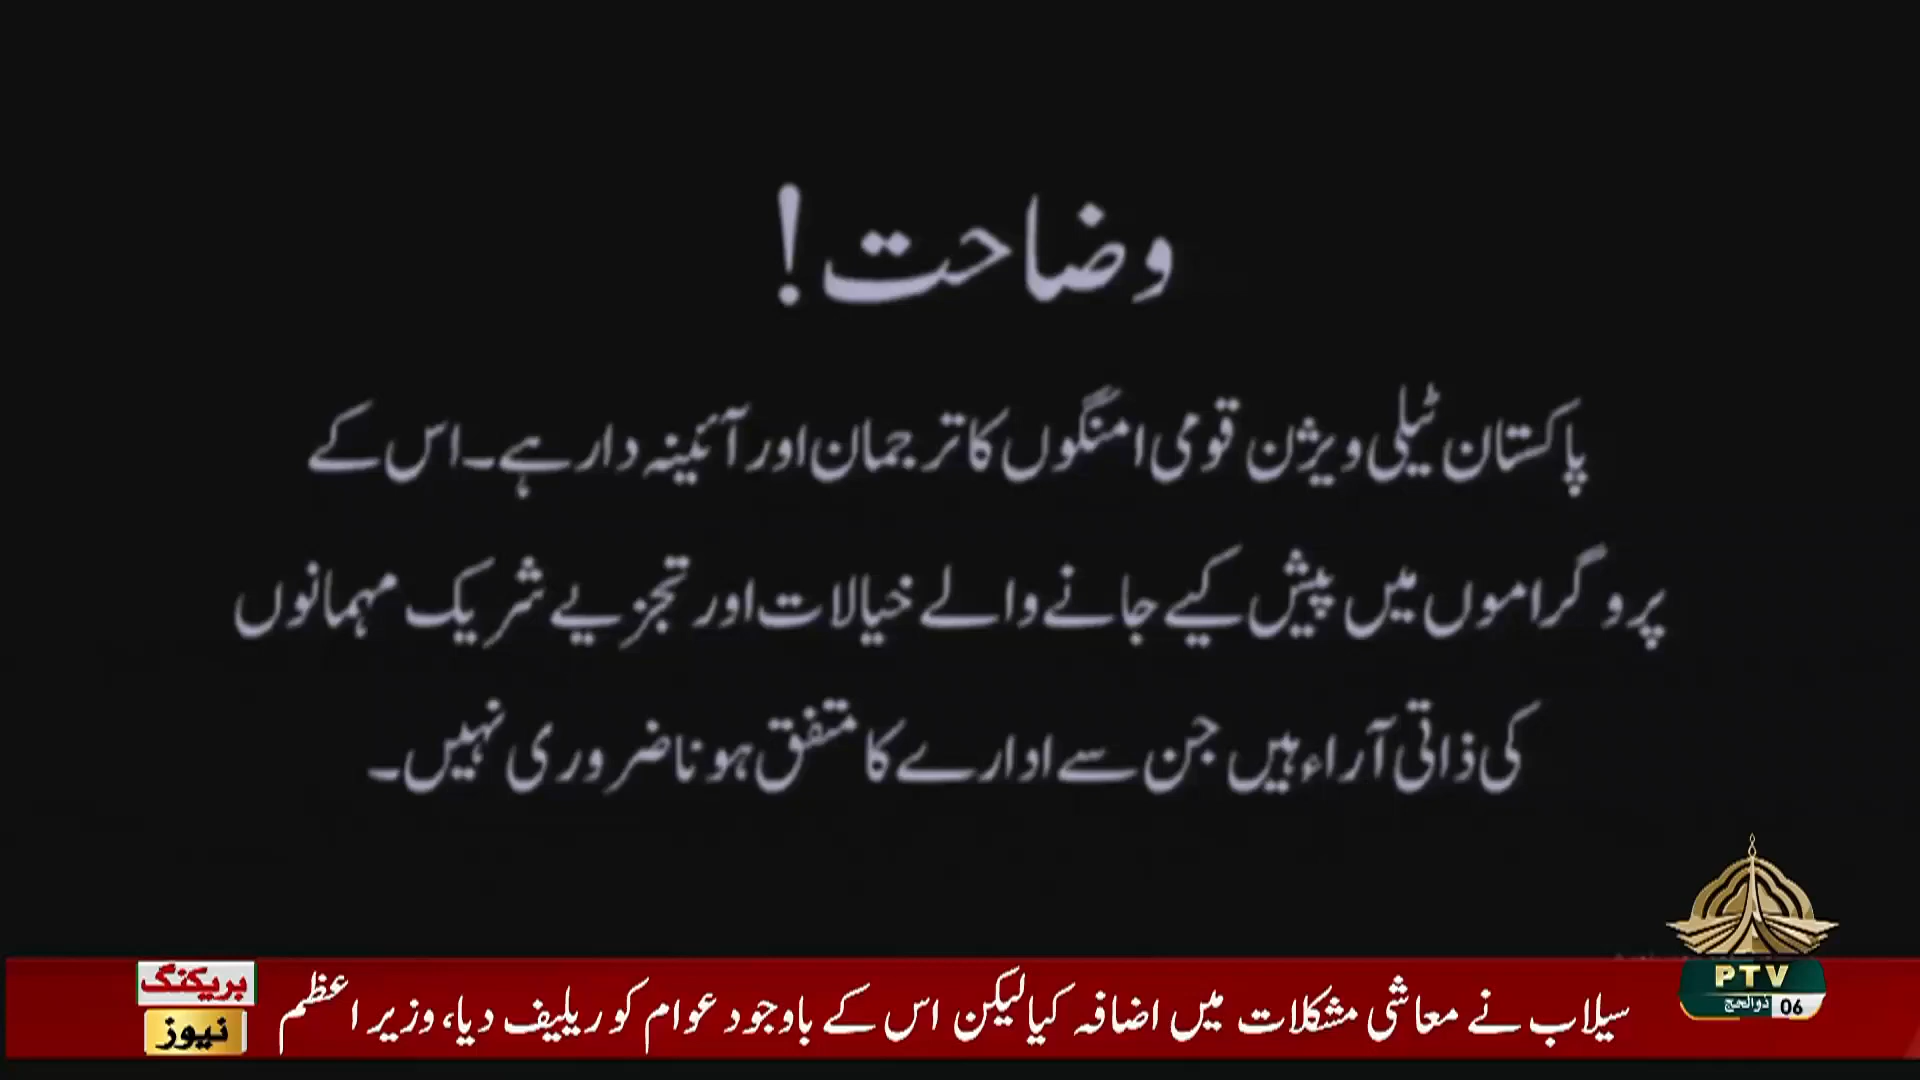 وضاحت!
پاکستان ٹیلی ویژن قومی امنگوں کا ترجمان اور آئینہ دار ہے۔ اس کے
پروگراموں میں پیش کیے جانے والے خیالات اور تجزیے شریک مہمانوں
کی ذاتی آراء ہیں جن سے ادارے کا متفق ہونا ضروری نہیں۔
PTV
06 ذوالحج
بریکنگ
نیوز
سیلاب نے معاشی مشکلات میں اضافہ کیا لیکن اس کے باوجود عوام کو ریلیف دیا، وزیراعظم